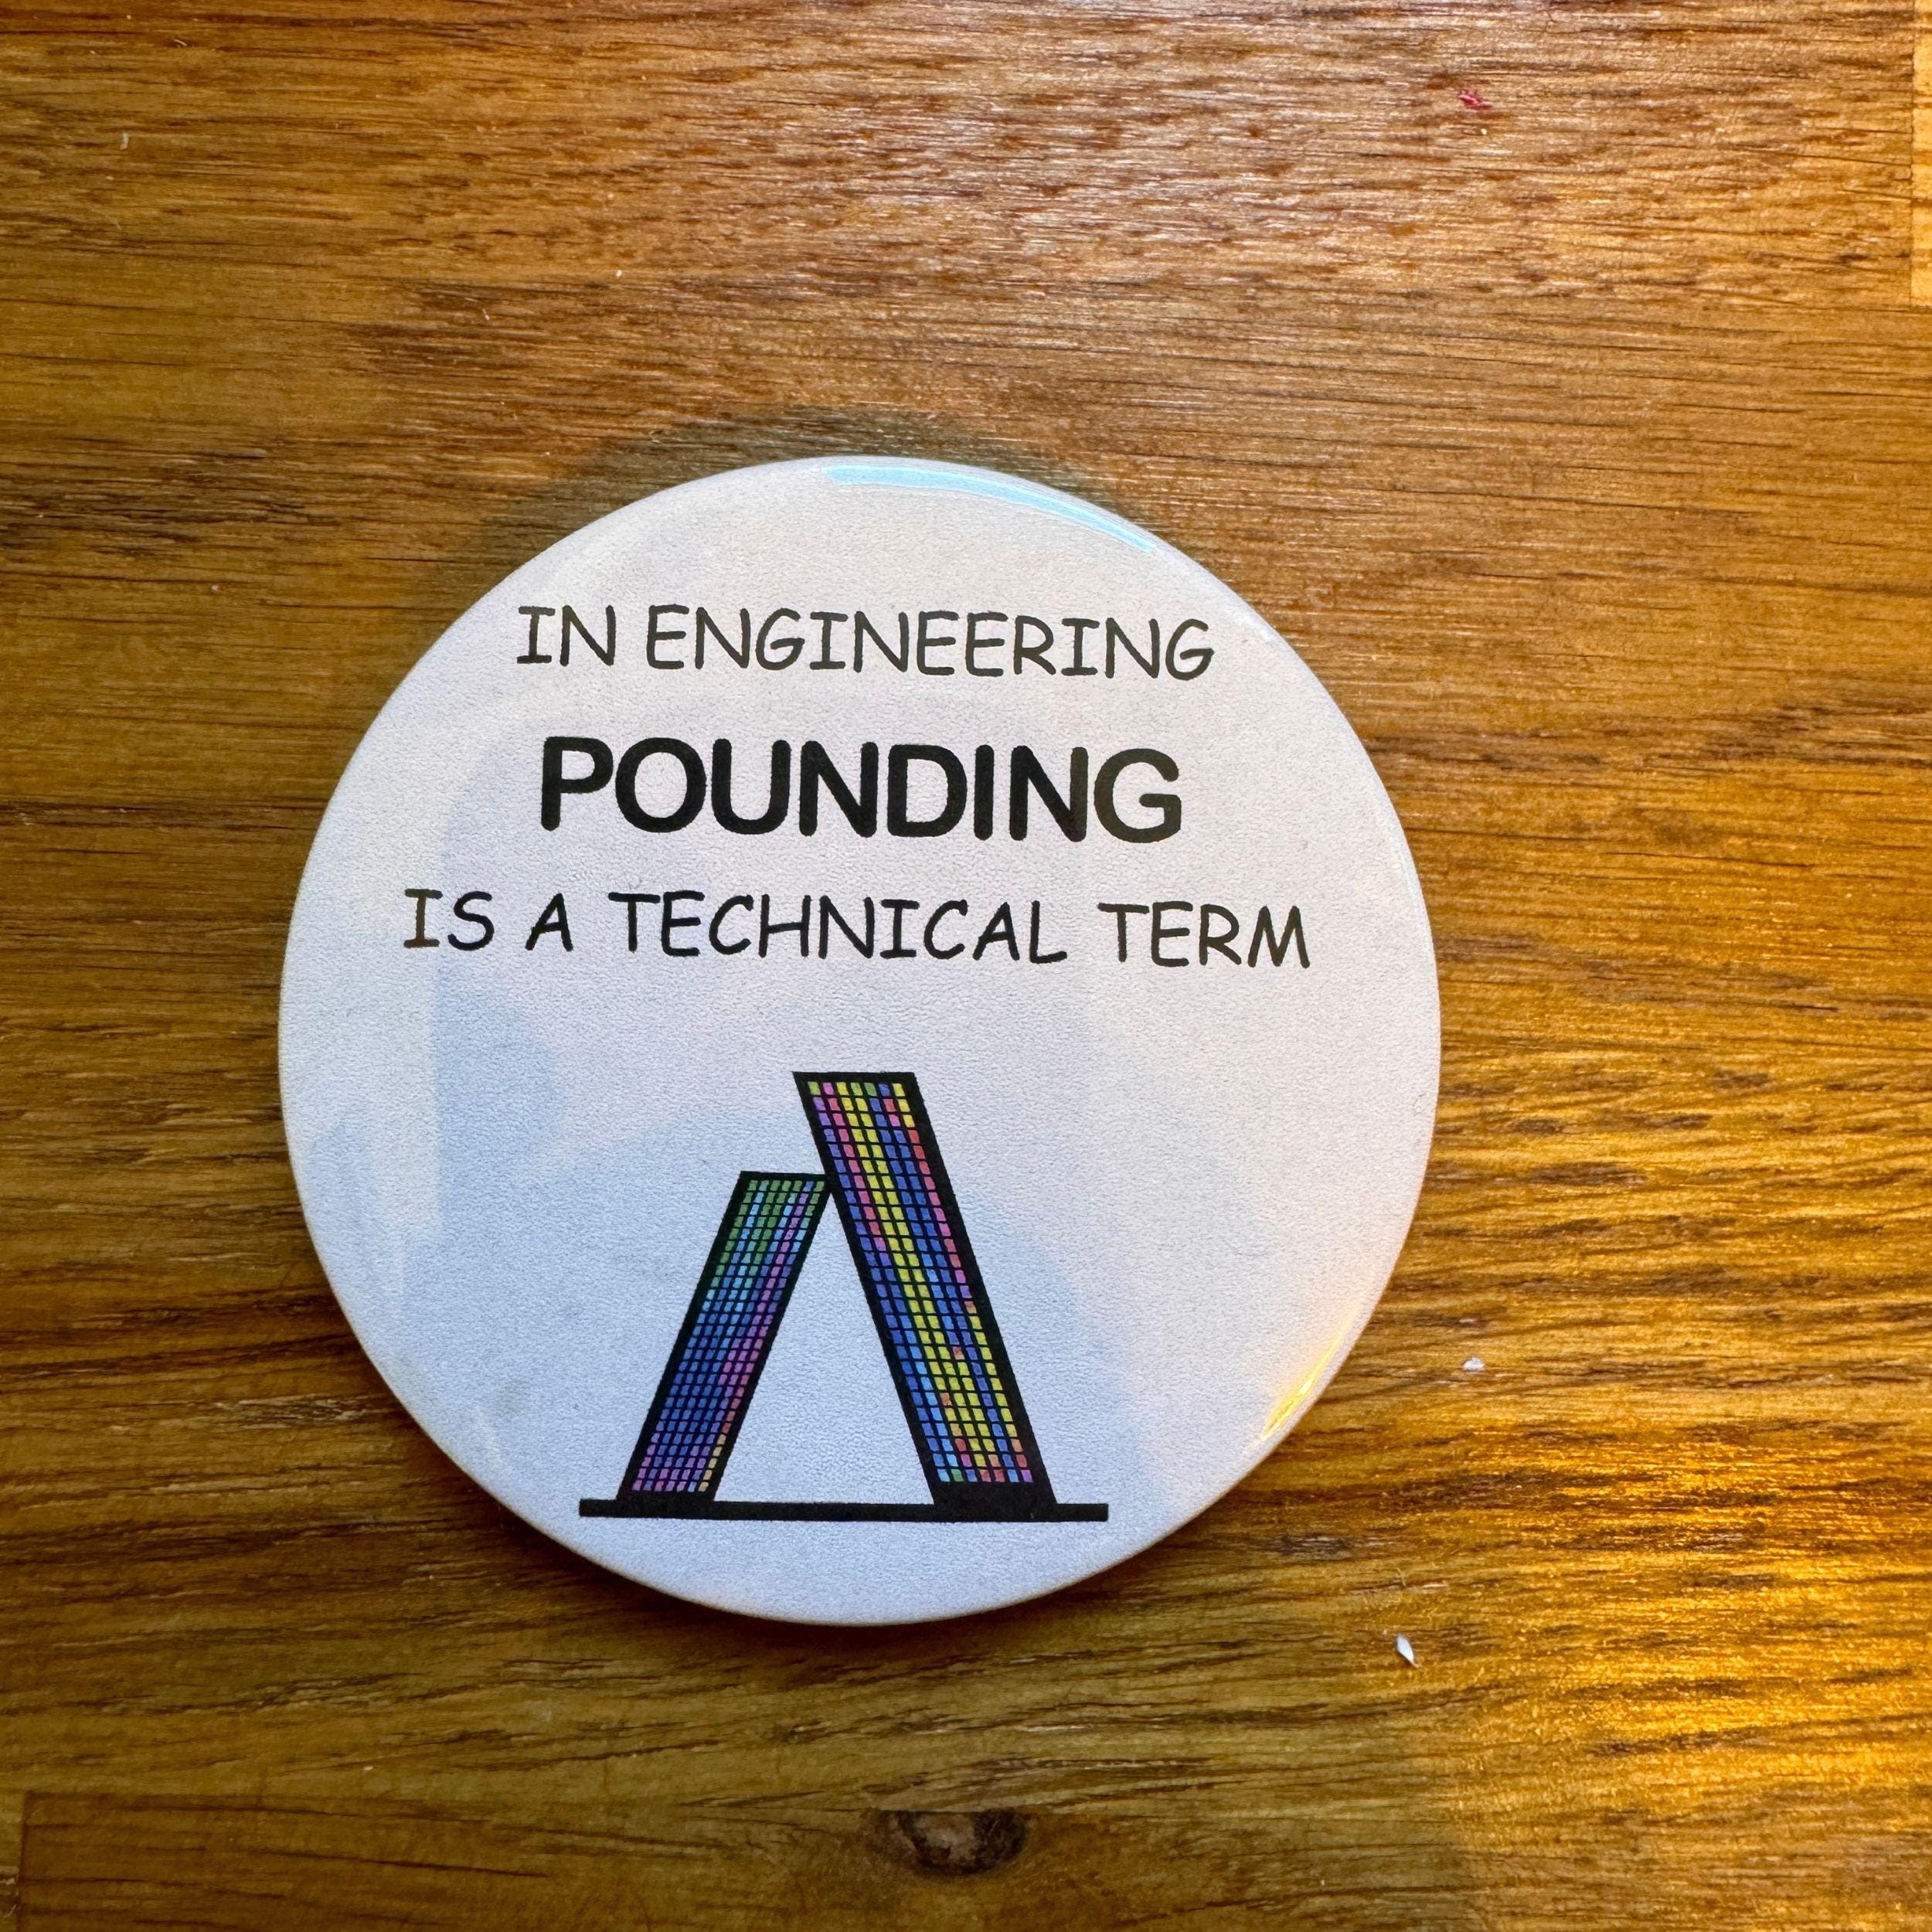 IN ENGINEERING
POUNDING
IS A TECHNICAL TERM